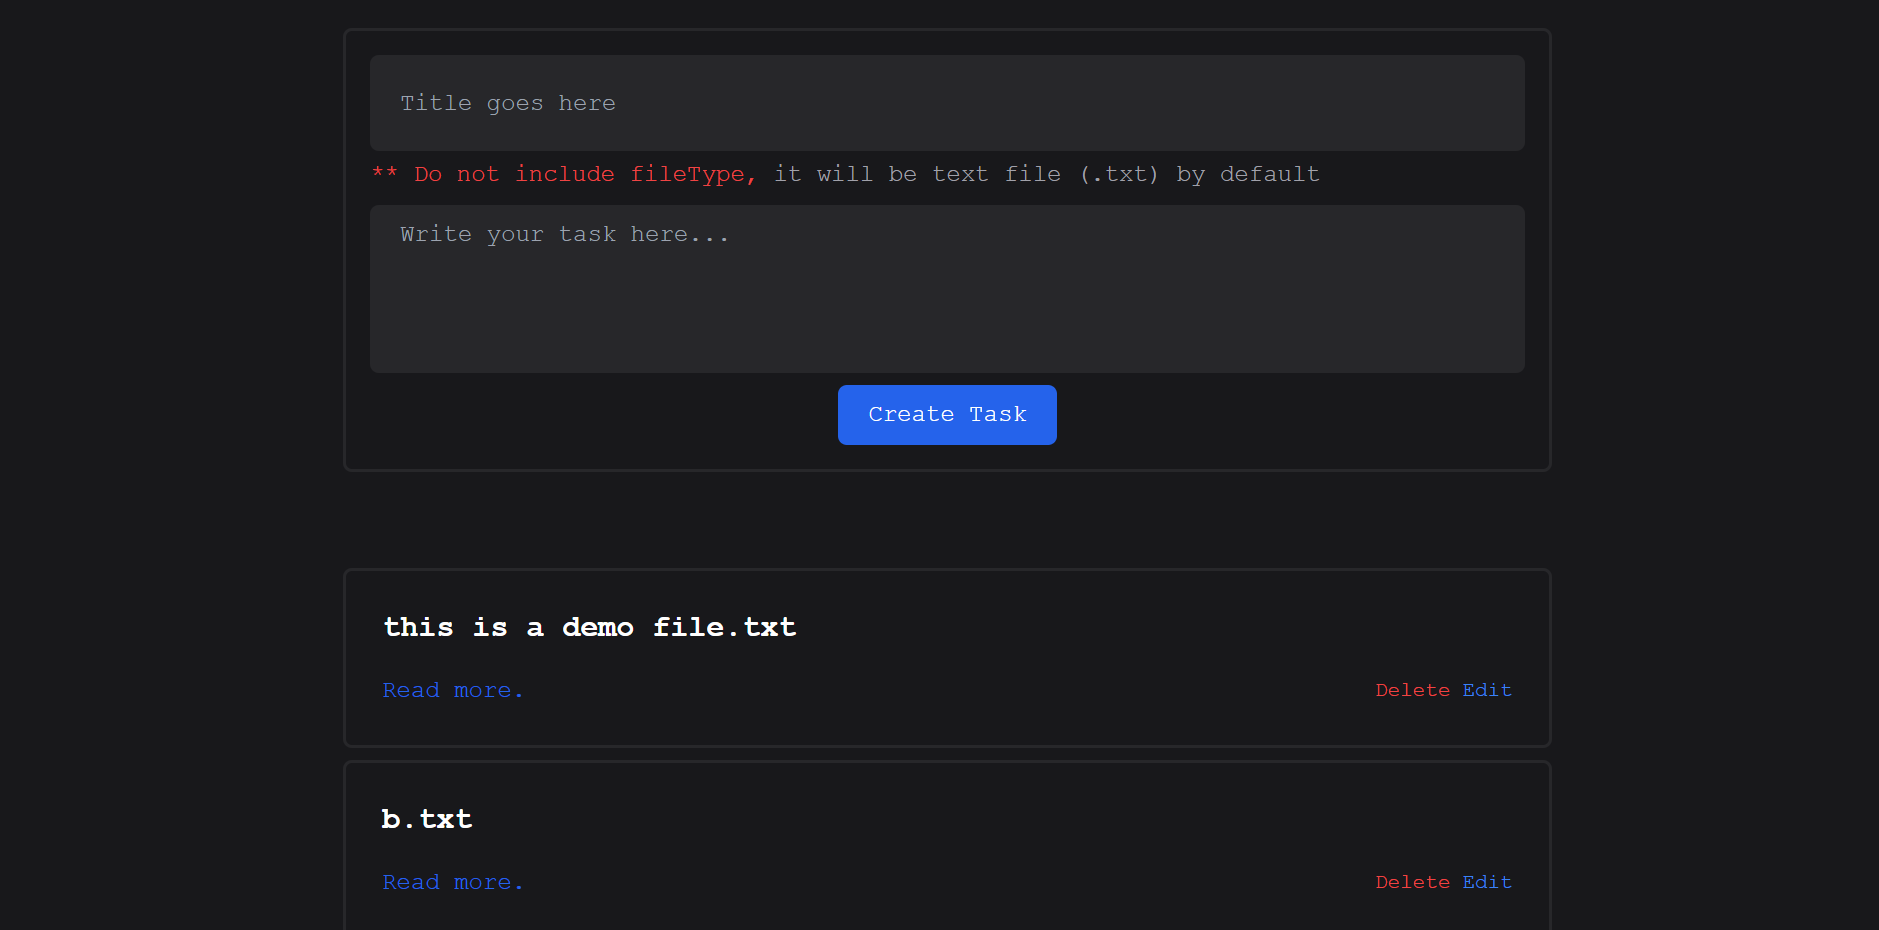 Title goes here
** Do not include fileType, it will be text file (.txt) by default
Write your task here...
Create Task
this is a demo file.txt
Read more.
Delete Edit
b.txt
Read more.
Delete Edit